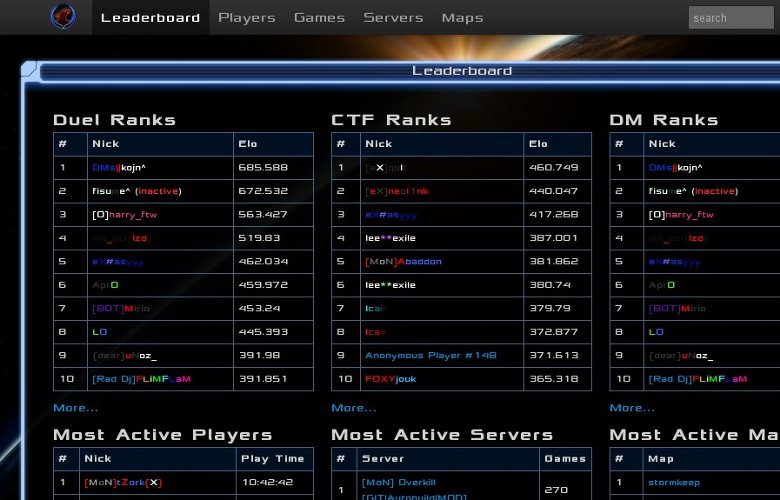 Leaderboard Players Games Servers Maps search
Leaderboard
Duel Ranks
# Nick Elo
1 DMs||kojn^ 685.588
2 fisume^ (inactive) 672.532
3 [O]harry_ftw 563.427
4 lzd 519.83
5 eX#asyyy 462.034
6 AprO 459.972
7 [BOT]Mirio 453.24
8 LO 445.393
9 {dear}uNoz_ 391.98
10 [Rad Dj]FLiMFLaM 391.851
More...
CTF Ranks
# Nick Elo
1 460.749
2 [eX]neol1nk 440.047
3 eX#asyyy 417.268
4 lee**exile 387.001
5 [MoN]Abaddon 381.862
6 lee**exile 380.74
7 Icair 379.79
8 Icair 372.877
9 Anonymous Player #148 371.613
10 FOXYjouk 365.318
More...
DM Ranks
# Nick
1 DMs||kojn^
2 fisume^ (inactive)
3 [O]harry_ftw
4 lzd
5 eX#asyyy
6 AprO
7 [BOT]Mirio
8 LO
9 {dear}uNoz_
10 [Rad Dj]FLiMFLaM
More...
Most Active Players
# Nick Play Time
1 [MoN]tZork{X} 10:42:42
Most Active Servers
# Server Games
1 [MoN] Overkill 270
[GIT|Autobuild|MOD]
Most Active Ma
# Map
1 stormkeep